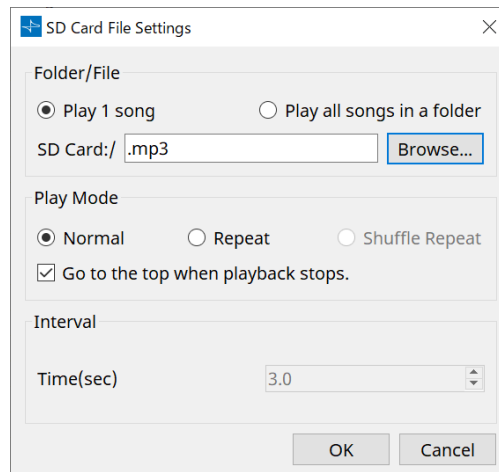 SD Card File Settings
Folder/File
Play 1 song Play all songs in a folder
SD Card:/ .mp3 Browse...
Play Mode
Normal Repeat Shuffle Repeat
Go to the top when playback stops.
Interval
Time(sec) 3.0
OK Cancel